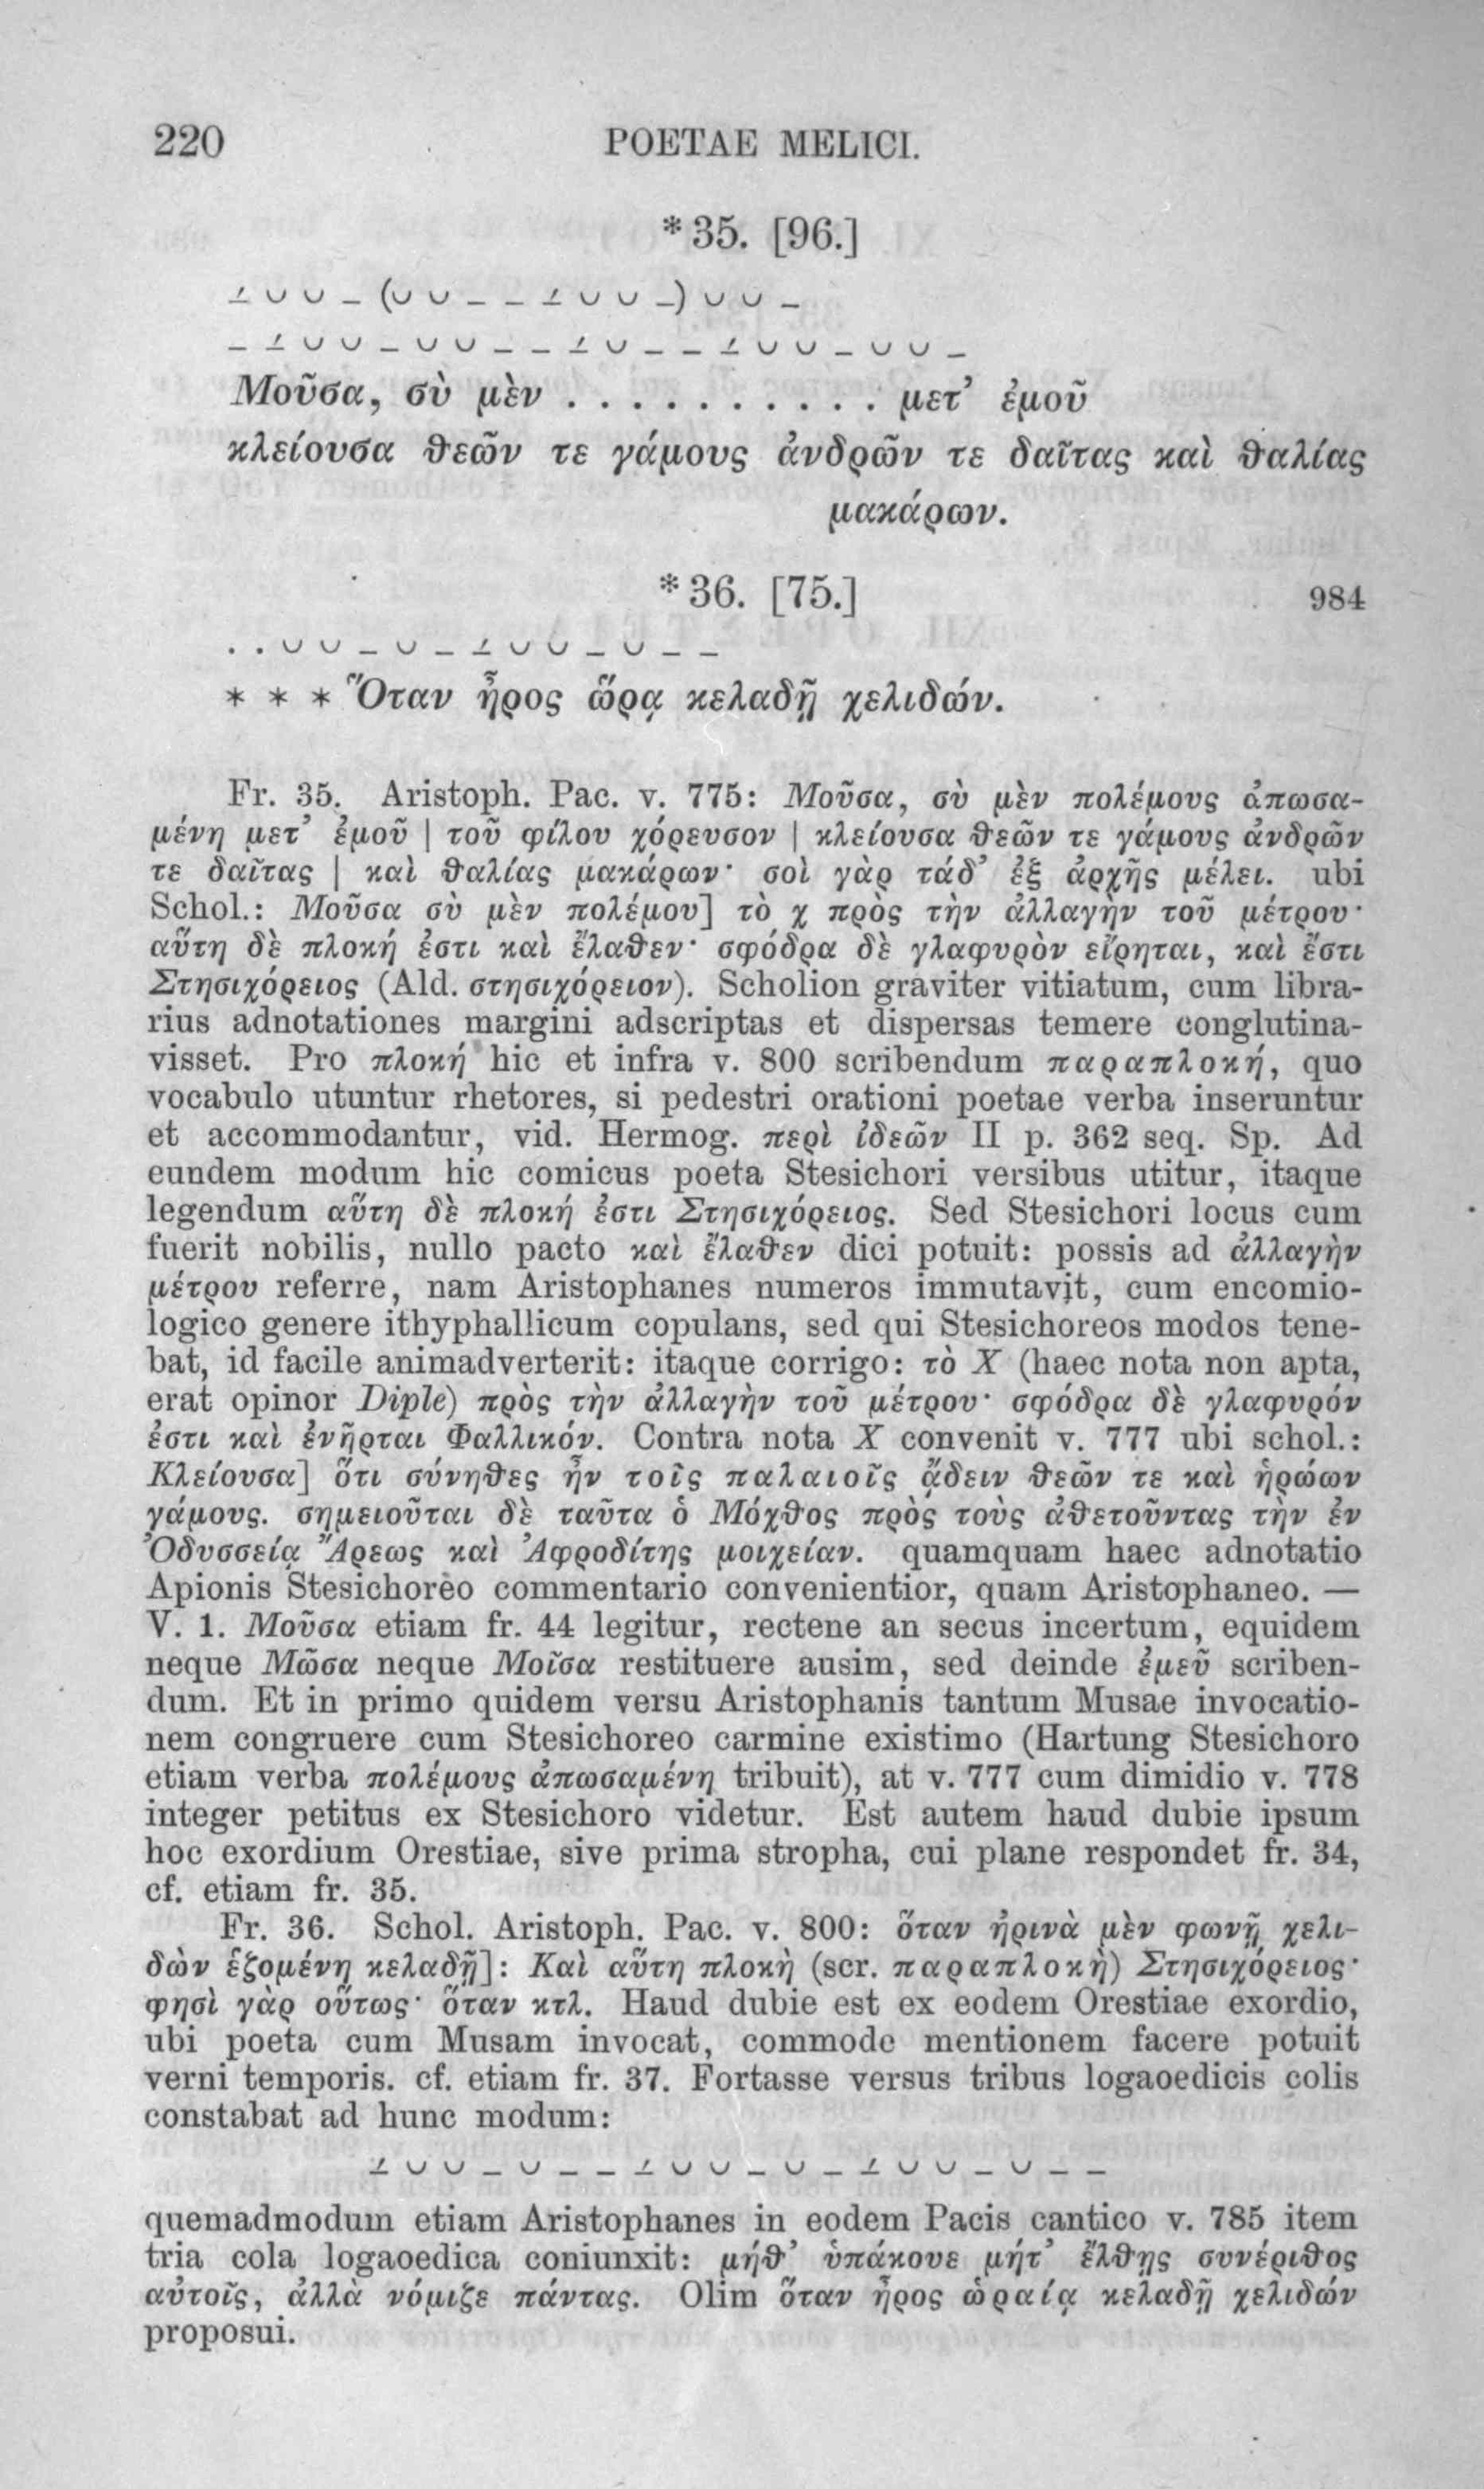 220 POETAE MELICI.
*35. [96.]
–́ ᴗ ᴗ – (ᴗ ᴗ – – –́ ᴗ ᴗ –) ᴗ ᴗ –
– –́ ᴗ ᴗ – ᴗ ᴗ – – –́ ᴗ – – –́ ᴗ ᴗ – ᴗ ᴗ –
Μοῦσα, σὺ μὲν . . . . . . . . . . μετ’ ἐμοῦ
κλείουσα ϑεῶν τε γάμους ἀνδρῶν τε δαῖτας καὶ ϑαλίας
μακάρων.
*36. [75.] 984
. . ᴗ ᴗ – ᴗ – –́ ᴗ ᴗ – ᴗ – –
* * * Ὅταν ἦρος ὥρᾳ κελαδῇ χελιδών.
Fr. 35. Aristoph. Pac. v. 775: Μοῦσα, σὺ μὲν πολέμους ἀπωσα-
μένη μετ’ ἐμοῦ | τοῦ φίλου χόρευσον | κλείουσα ϑεῶν τε γάμους ἀνδρῶν
τε δαῖτας | καὶ ϑαλίας μακάρων· σοὶ γὰρ τάδ’ ἐξ ἀρχῆς μέλει. ubi
Schol.: Μοῦσα σὺ μὲν πολέμου] τὸ χ πρὸς τὴν ἀλλαγὴν τοῦ μέτρου·
αὕτη δὲ πλοκή ἐστι καὶ ἔλαϑεν· σφόδρα δὲ γλαφυρὸν εἴρηται, καὶ ἔστι
Στησιχόρειος (Ald. στησιχόρειον). Scholion graviter vitiatum, cum libra-
rius adnotationes margini adscriptas et dispersas temere conglutina-
visset. Pro πλοκή hic et infra v. 800 scribendum παραπλοκή, quo
vocabulo utuntur rhetores, si pedestri orationi poetae verba inseruntur
et accommodantur, vid. Hermog. περὶ ἰδεῶν II p. 362 seq. Sp. Ad
eundem modum hic comicus poeta Stesichori versibus utitur, itaque
legendum αὕτη δὲ πλοκή ἐστι Στησιχόρειος. Sed Stesichori locus cum
fuerit nobilis, nullo pacto καὶ ἔλαϑεν dici potuit: possis ad ἀλλαγὴν
μέτρου referre, nam Aristophanes numeros immutavit, cum encomio-
logico genere ithyphallicum copulans, sed qui Stesichoreos modos tene-
bat, id facile animadverterit: itaque corrigo: τὸ Χ (haec nota non apta,
erat opinor Diple) πρὸς τὴν ἀλλαγὴν τοῦ μέτρου· σφόδρα δὲ γλαφυρόν
ἐστι καὶ ἐνῆρται Φαλλικόν. Contra nota X convenit v. 777 ubi schol.:
Κλείουσα] ὅτι σύνηϑες ἦν τοῖς παλαιοῖς ᾄδειν ϑεῶν τε καὶ ἡρώων
γάμους. σημειοῦται δὲ ταῦτα ὁ Μόχϑος πρὸς τοὺς ἀϑετοῦντας τὴν ἐν
Ὀδυσσείᾳ Ἄρεως καὶ Ἀφροδίτης μοιχείαν. quamquam haec adnotatio
Apionis Stesichoreo commentario convenientior, quam Aristophaneo. —
V. 1. Μοῦσα etiam fr. 44 legitur, rectene an secus incertum, equidem
neque Μῶσα neque Μοῖσα restituere ausim, sed deinde ἐμεῦ scriben-
dum. Et in primo quidem versu Aristophanis tantum Musae invocatio-
nem congruere cum Stesichoreo carmine existimo (Hartung Stesichoro
etiam verba πολέμους ἀπωσαμένη tribuit), at v. 777 cum dimidio v. 778
integer petitus ex Stesichoro videtur. Est autem haud dubie ipsum
hoc exordium Orestiae, sive prima stropha, cui plane respondet fr. 34,
cf. etiam fr. 35.
Fr. 36. Schol. Aristoph. Pac. v. 800: ὅταν ἠρινὰ μὲν φωνῇ χελι-
δὼν ἑζομένη κελαδῇ]: Καὶ αὕτη πλοκὴ (scr. παραπλοκὴ) Στησιχόρειος·
φησὶ γὰρ οὕτως· ὅταν κτλ. Haud dubie est ex eodem Orestiae exordio,
ubi poeta cum Musam invocat, commode mentionem facere potuit
verni temporis. cf. etiam fr. 37. Fortasse versus tribus logaoedicis colis
constabat ad hunc modum:
–́ ᴗ ᴗ – ᴗ – – –́ ᴗ ᴗ – ᴗ – –́ ᴗ ᴗ – ᴗ – –
quemadmodum etiam Aristophanes in eodem Pacis cantico v. 785 item
tria cola logaoedica coniunxit: μήϑ’ ὑπάκουε μήτ’ ἔλϑῃς συνέριϑος
αὐτοῖς, ἀλλὰ νόμιζε πάντας. Olim ὅταν ἦρος ὡραίᾳ κελαδῇ χελιδών
proposui.